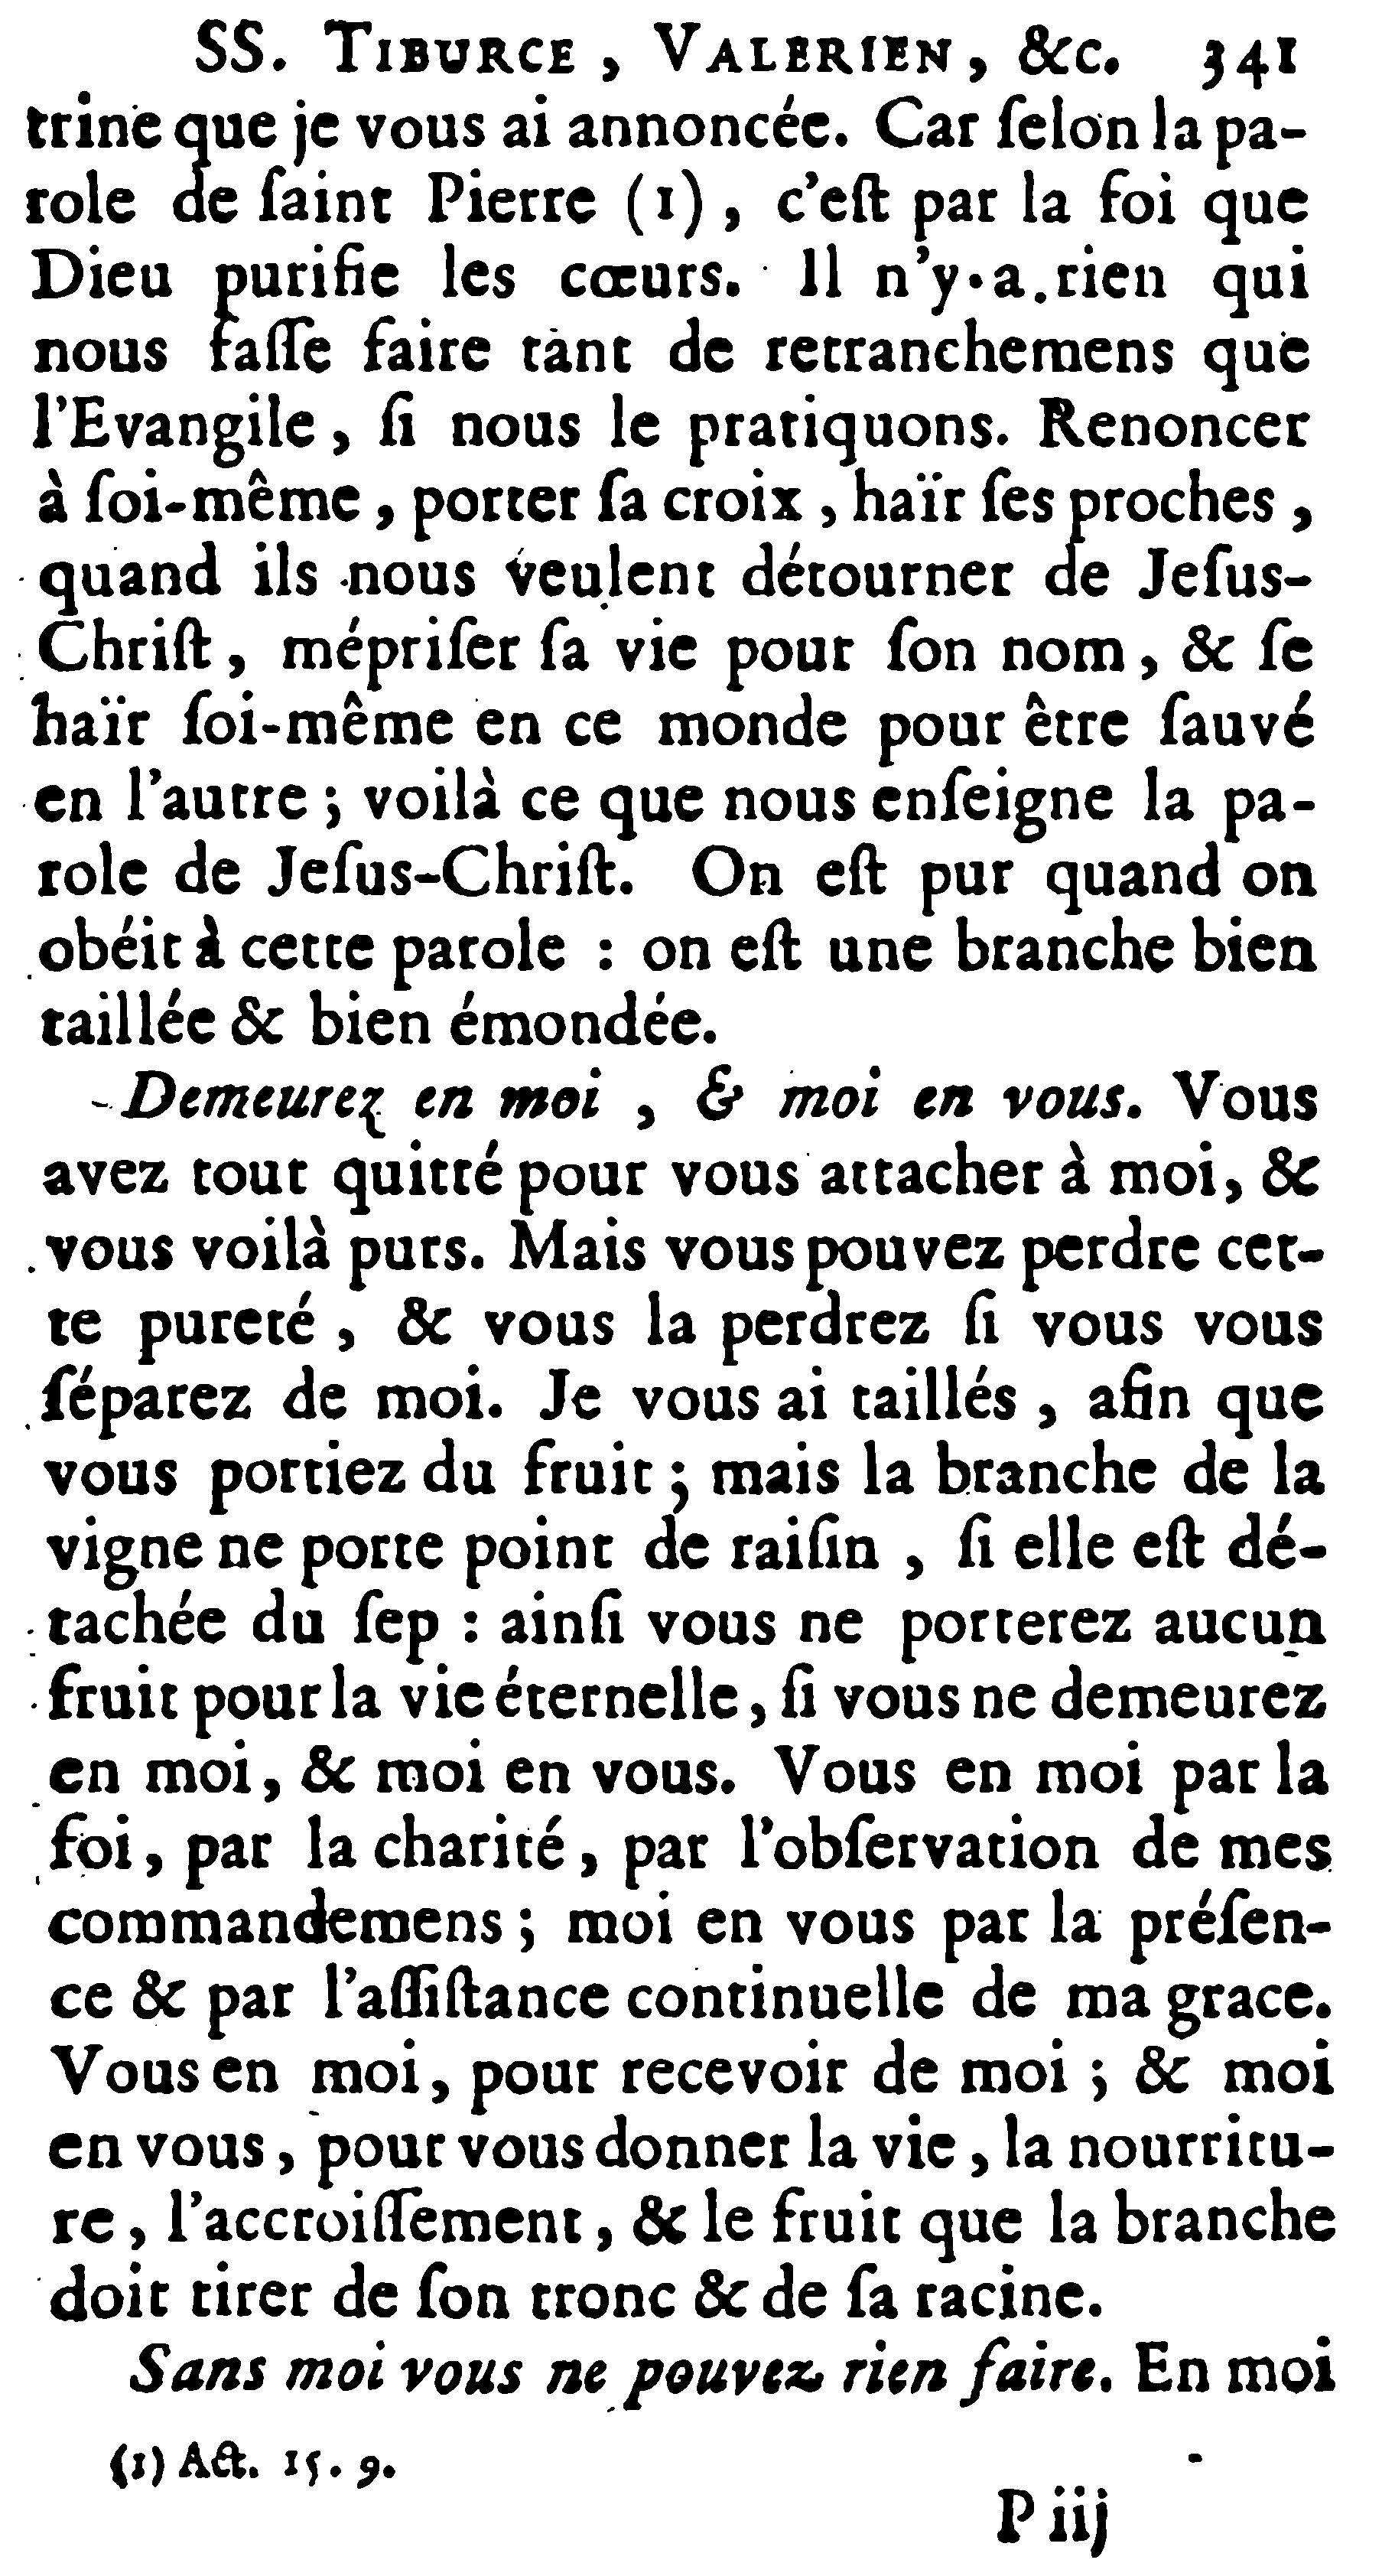 SS. Tiburce, Valerien, &c. 341
trine que je vous ai annoncée. Car ſelon la pa-
role de ſaint Pierre (1), c'eſt par la foi que
Dieu purifie les cœurs. Il n'y a rien qui
nous faſſe faire tant de retranchemens que
l'Evangile, ſi nous le pratiquons. Renoncer
à ſoi-même, porter ſa croix, haïr ſes proches,
quand ils nous veulent détourner de Jeſus-
Chriſt, mépriſer ſa vie pour ſon nom, & ſe
haïr ſoi-même en ce monde pour être ſauvé
en l'autre; voilà ce que nous enſeigne la pa-
role de Jeſus-Chriſt. On eſt pur quand on
obéit à cette parole : on eſt une branche bien
taillée & bien émondée.
Demeurez en moi, & moi en vous. Vous
avez tout quitté pour vous attacher à moi, &
vous voilà purs. Mais vous pouvez perdre cet-
te pureté, & vous la perdrez ſi vous vous
ſéparez de moi. Je vous ai taillés, afin que
vous portiez du fruit; mais la branche de la
vigne ne porte point de raiſin, ſi elle eſt dé-
tachée du ſep : ainſi vous ne porterez aucun
fruit pour la vie éternelle, ſi vous ne demeurez
en moi, & moi en vous. Vous en moi par la
foi, par la charité, par l'obſervation de mes
commandemens; moi en vous par la préſen-
ce & par l'aſſiſtance continuelle de ma grace.
Vous en moi, pour recevoir de moi; & moi
en vous, pour vous donner la vie, la nourritu-
re, l'accroiſſement, & le fruit que la branche
doit tirer de ſon tronc & de ſa racine.
Sans moi vous ne pouvez rien faire. En moi
(1) Act. 15. 9.
P iij